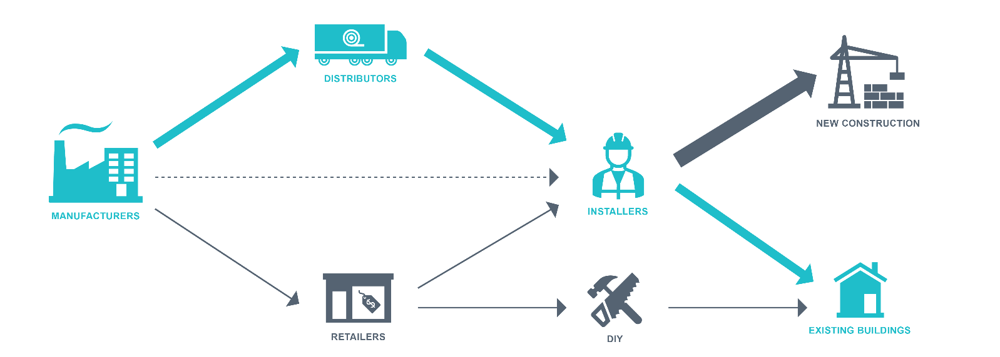 DISTRIBUTORS
NEW CONSTRUCTION
MANUFACTURERS
INSTALLERS
$
RETAILERS
DIY
EXISTING BUILDINGS